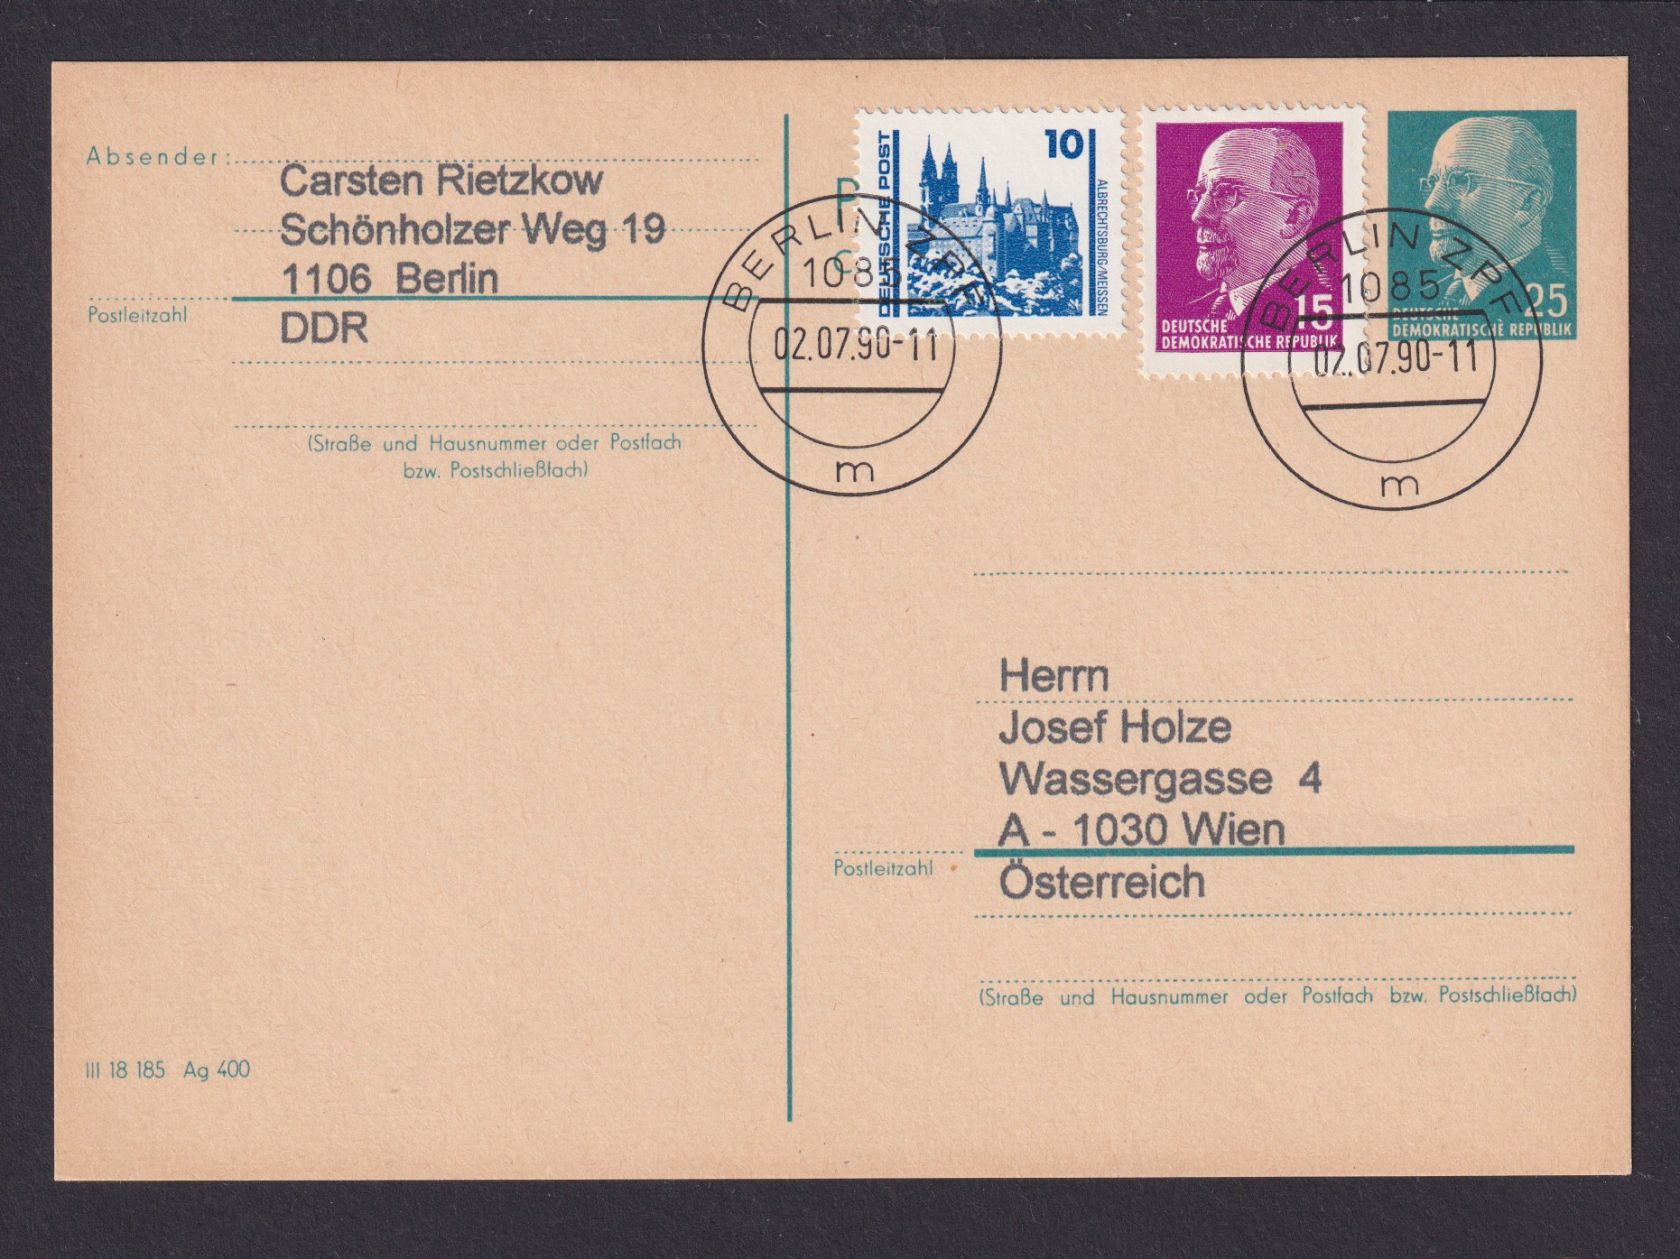 Absender:
Carsten Rietzkow
Schönholzer Weg 19
1106 Berlin
Postleitzahl
DDR
(Straße und Hausnummer oder Postfach
bzw. Postschließfach)
III 18 185 Ag 400
P
10
DEUTSCHE POST
ALBRECHTSBURG/MEISSEN
15
DEUTSCHE
DEMOKRATISCHE REPUBLIK
25
DEUTSCHE
DEMOKRATISCHE REPUBLIK
BERLIN ZPF
1085
02.07.90-11
m
BERLIN ZPF
1085
02.07.90-11
m
Herrn
Josef Holze
Wassergasse 4
A - 1030 Wien
Postleitzahl
Österreich
(Straße und Hausnummer oder Postfach bzw. Postschließfach)